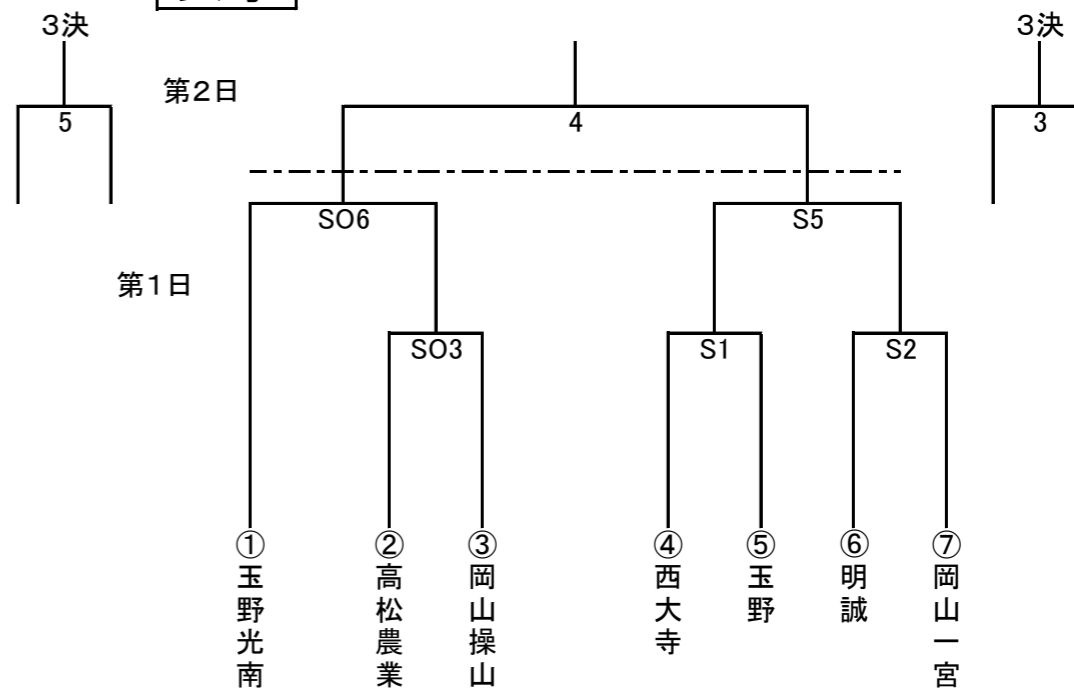 3決
3決
第2日
5
4
3
SO6
S5
第1日
SO3
S1
S2
①玉野光南
②高松農業
③岡山操山
④西大寺
⑤玉野
⑥明誠
⑦岡山一宮